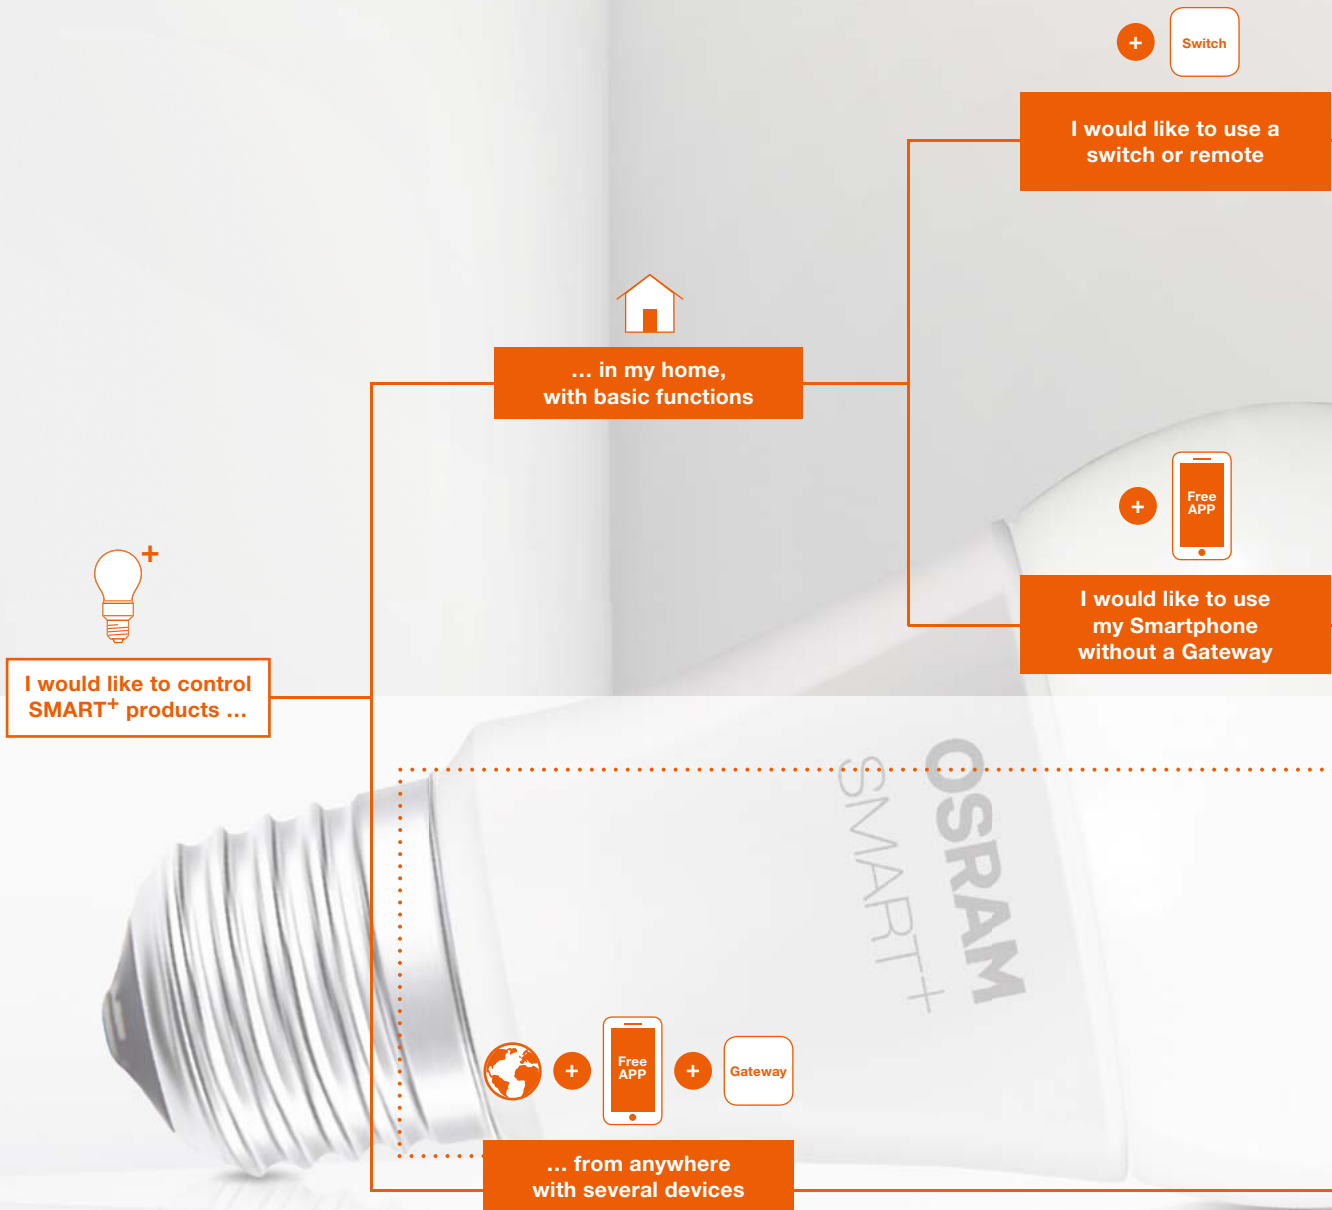 +
Switch
I would like to use a
switch or remote
… in my home,
with basic functions
+
Free
APP
I would like to use
my Smartphone
without a Gateway
+
I would like to control
SMART+ products …
OSRAM
SMART+
+
Free
APP
+
Gateway
… from anywhere
with several devices